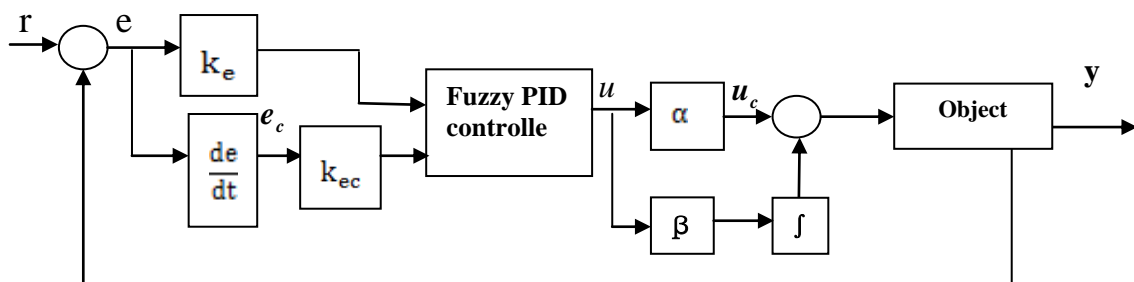 r
e
k_e
de/dt
e_c
k_ec
Fuzzy PID
controlle
u
α
u_c
β
∫
Object
y